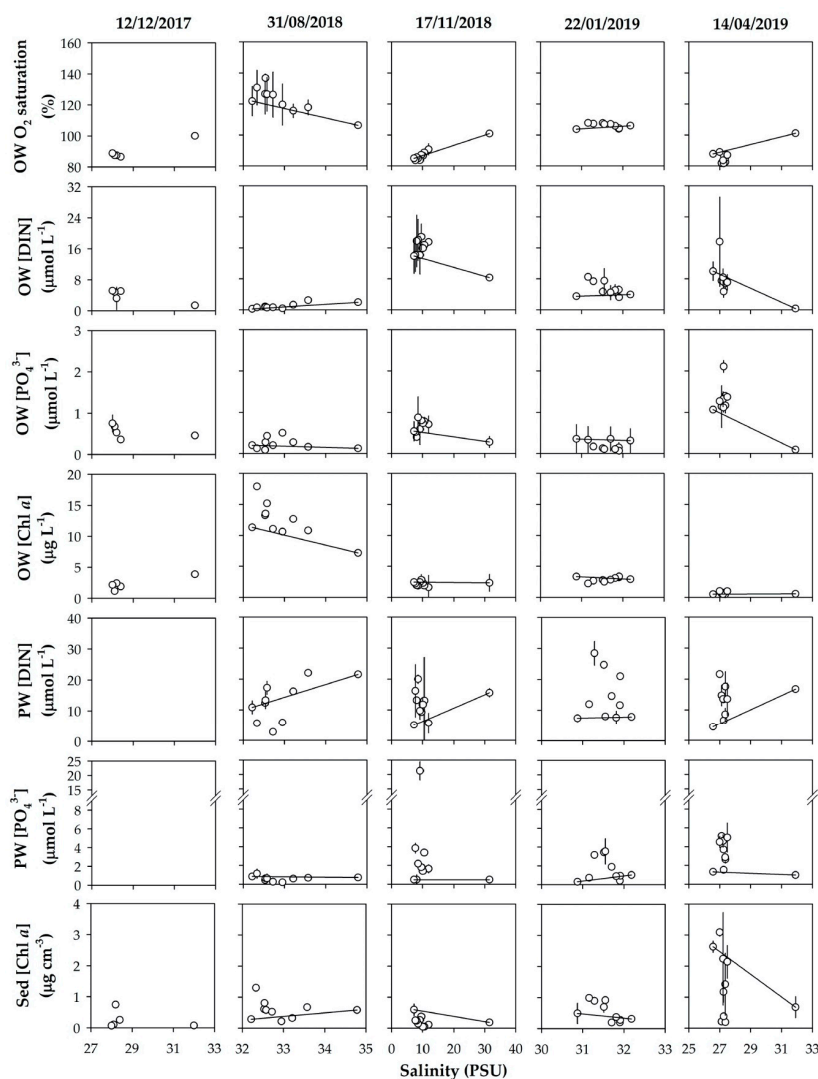 12/12/2017 31/08/2018 17/11/2018 22/01/2019 14/04/2019
OW O₂ saturation
(%)
160
140
120
100
80
OW [DIN]
(µmol L⁻¹)
32
24
16
8
0
OW [PO₄³⁻]
(µmol L⁻¹)
3
2
1
0
OW [Chl a]
(µg L⁻¹)
20
15
10
5
0
PW [DIN]
(µmol L⁻¹)
40
30
20
10
0
PW [PO₄³⁻]
(µmol L⁻¹)
25
20
15
8
6
4
2
0
Sed [Chl a]
(µg cm⁻³)
4
3
2
1
0
27 29 31 33 32 33 34 35 0 10 20 30 40 30 31 32 33 25 27 29 31 33
Salinity (PSU)